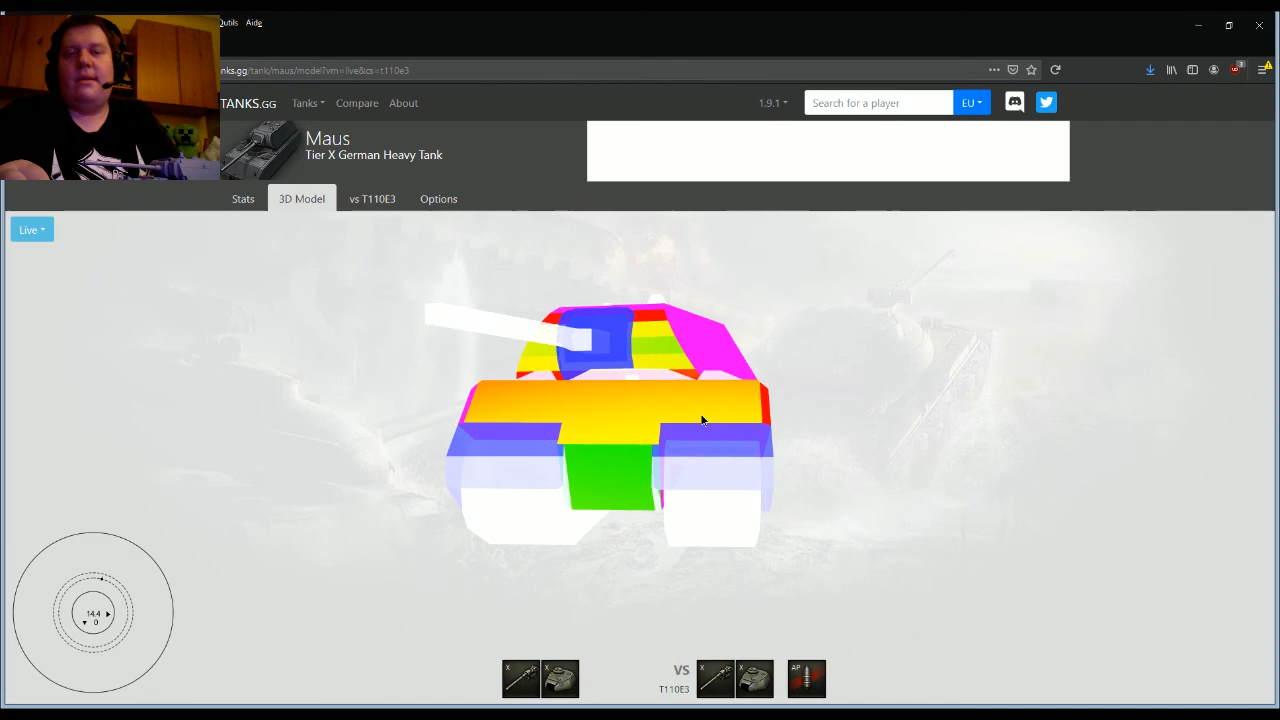 Outils Aide
nks.gg/tank/maus/model?vm=live&cs=t110e3
TANKS.GG Tanks Compare About 1.9.1 Search for a player EU
3
Maus
Tier X German Heavy Tank
Stats 3D Model vs T110E3 Options
Live
14.4
0
X X VS X X AP
T110E3